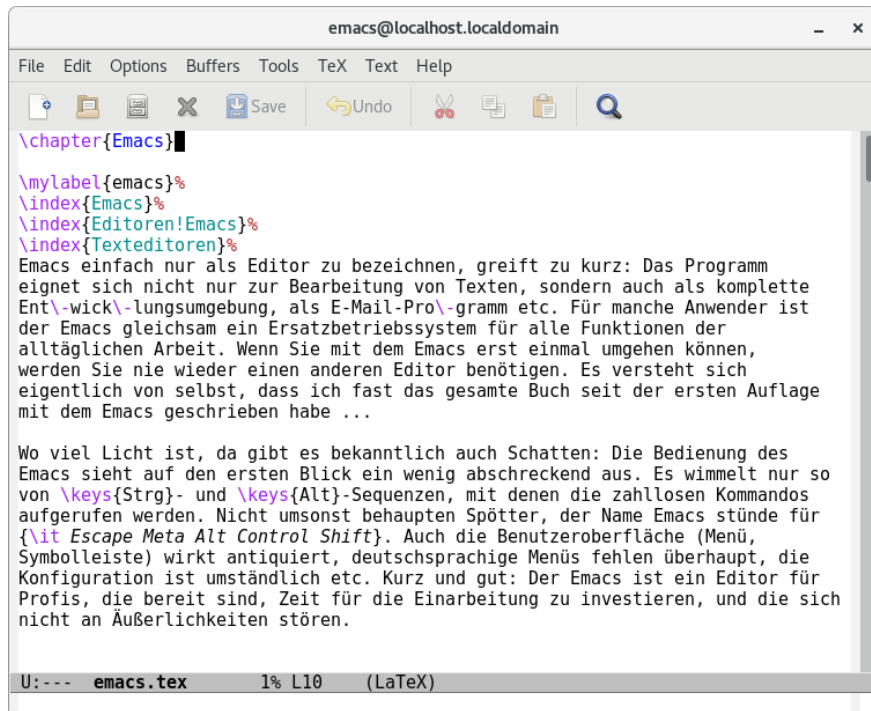 emacs@localhost.localdomain
File Edit Options Buffers Tools TeX Text Help
Save Undo
\chapter{Emacs}
\mylabel{emacs}%
\index{Emacs}%
\index{Editoren!Emacs}%
\index{Texteditoren}%
Emacs einfach nur als Editor zu bezeichnen, greift zu kurz: Das Programm
eignet sich nicht nur zur Bearbeitung von Texten, sondern auch als komplette
Ent\-wick\-lungsumgebung, als E-Mail-Pro\-gramm etc. Für manche Anwender ist
der Emacs gleichsam ein Ersatzbetriebssystem für alle Funktionen der
alltäglichen Arbeit. Wenn Sie mit dem Emacs erst einmal umgehen können,
werden Sie nie wieder einen anderen Editor benötigen. Es versteht sich
eigentlich von selbst, dass ich fast das gesamte Buch seit der ersten Auflage
mit dem Emacs geschrieben habe ...
Wo viel Licht ist, da gibt es bekanntlich auch Schatten: Die Bedienung des
Emacs sieht auf den ersten Blick ein wenig abschreckend aus. Es wimmelt nur so
von \keys{Strg}- und \keys{Alt}-Sequenzen, mit denen die zahllosen Kommandos
aufgerufen werden. Nicht umsonst behaupten Spötter, der Name Emacs stünde für
{\it Escape Meta Alt Control Shift}. Auch die Benutzeroberfläche (Menü,
Symbolleiste) wirkt antiquiert, deutschsprachige Menüs fehlen überhaupt, die
Konfiguration ist umständlich etc. Kurz und gut: Der Emacs ist ein Editor für
Profis, die bereit sind, Zeit für die Einarbeitung zu investieren, und die sich
nicht an Äußerlichkeiten stören.
U:--- emacs.tex 1% L10 (LaTeX)